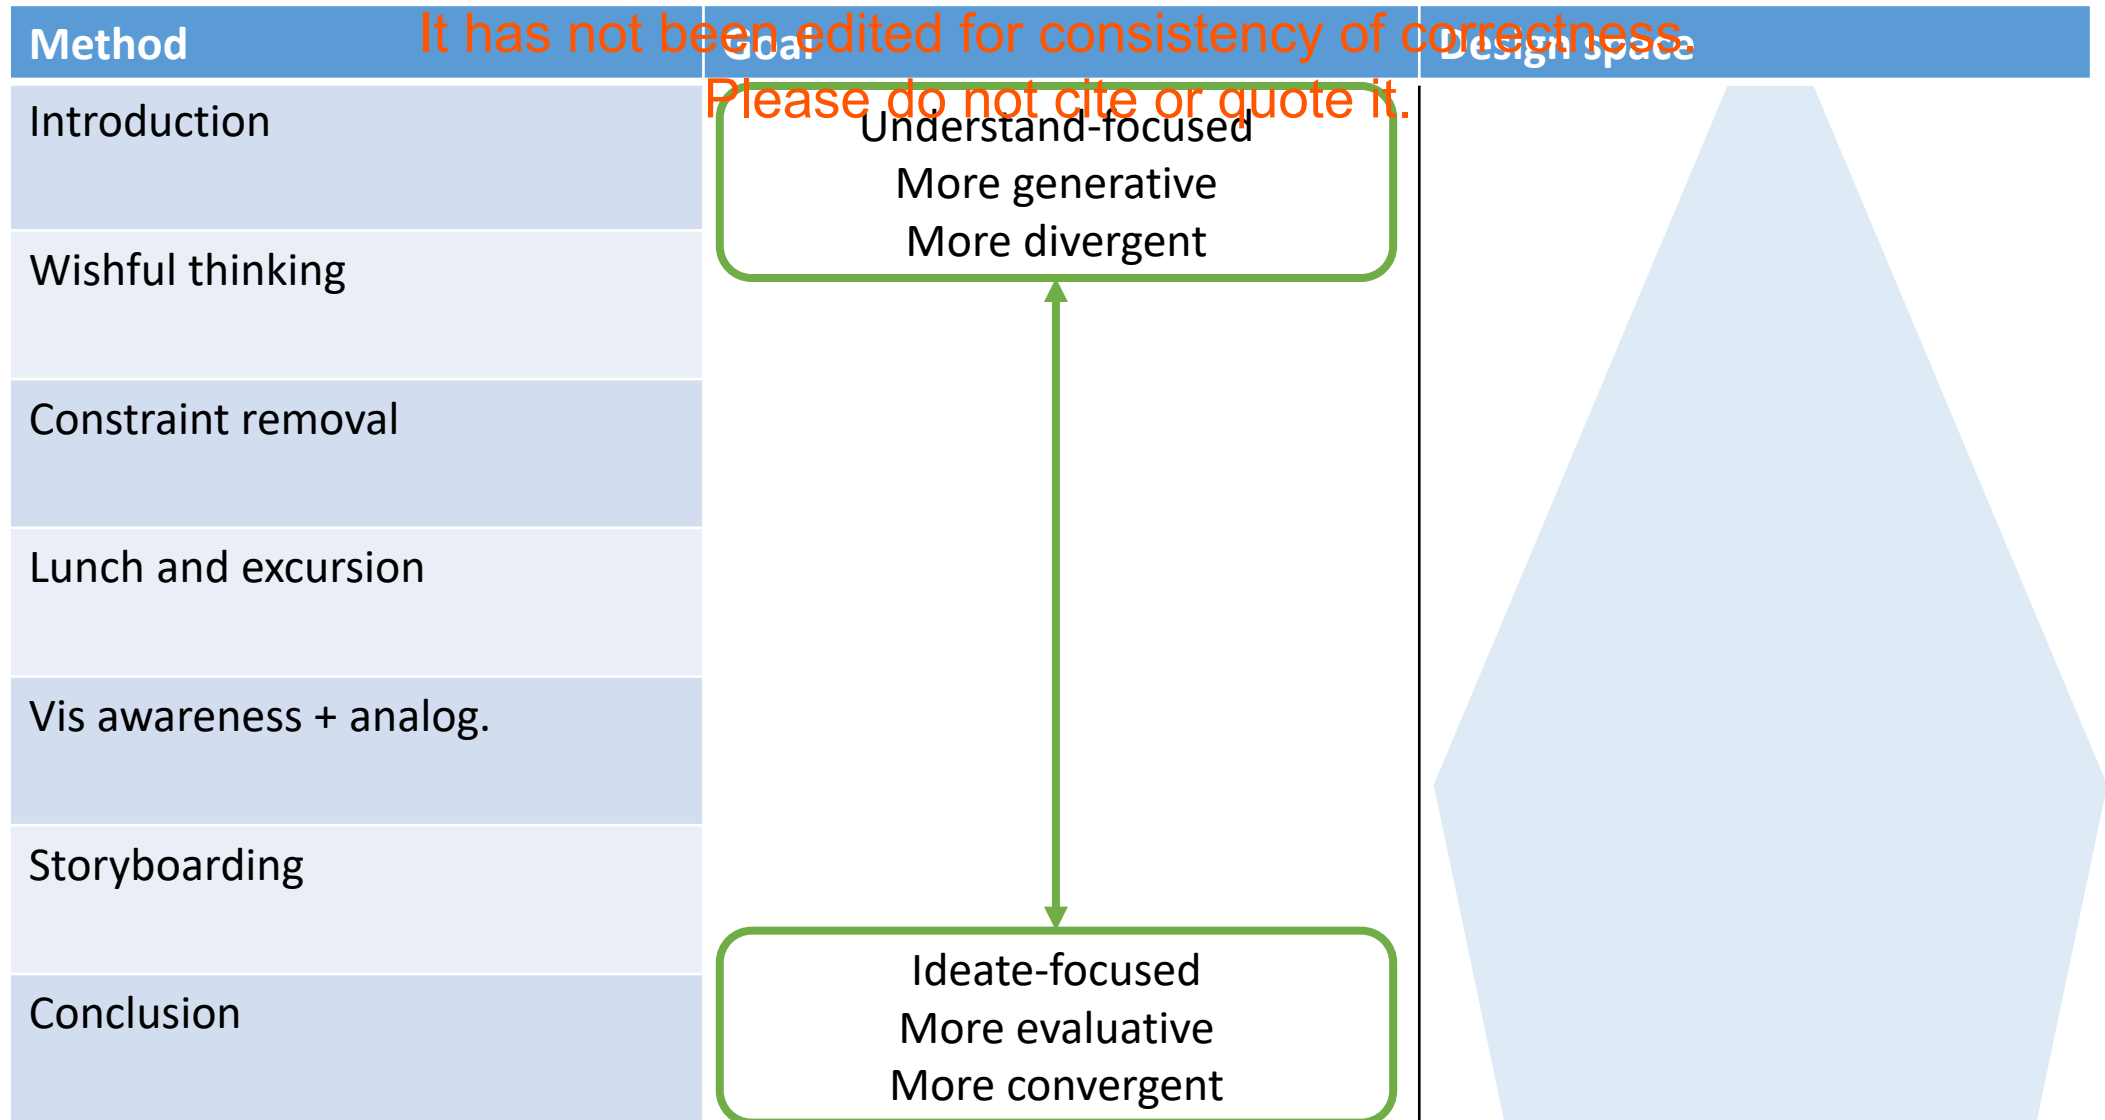 It has not been edited for consistency of correctness.
Please do not cite or quote it.
Method
Goal
Design space
Introduction
Wishful thinking
Constraint removal
Lunch and excursion
Vis awareness + analog.
Storyboarding
Conclusion
Understand-focused
More generative
More divergent
Ideate-focused
More evaluative
More convergent